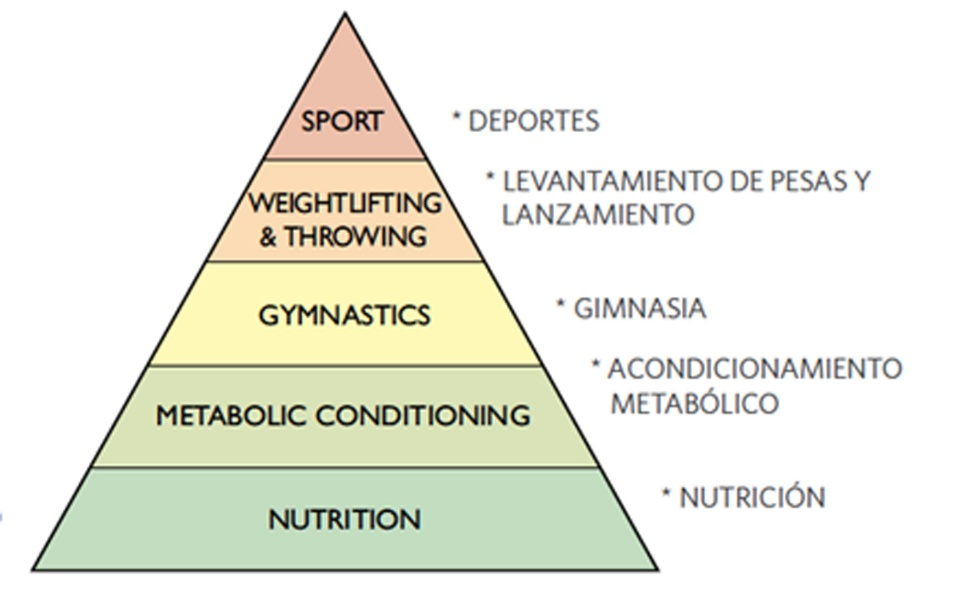 SPORT
* DEPORTES
WEIGHTLIFTING
& THROWING
* LEVANTAMIENTO DE PESAS Y
LANZAMIENTO
GYMNASTICS
* GIMNASIA
METABOLIC CONDITIONING
* ACONDICIONAMIENTO
METABÓLICO
NUTRITION
* NUTRICIÓN